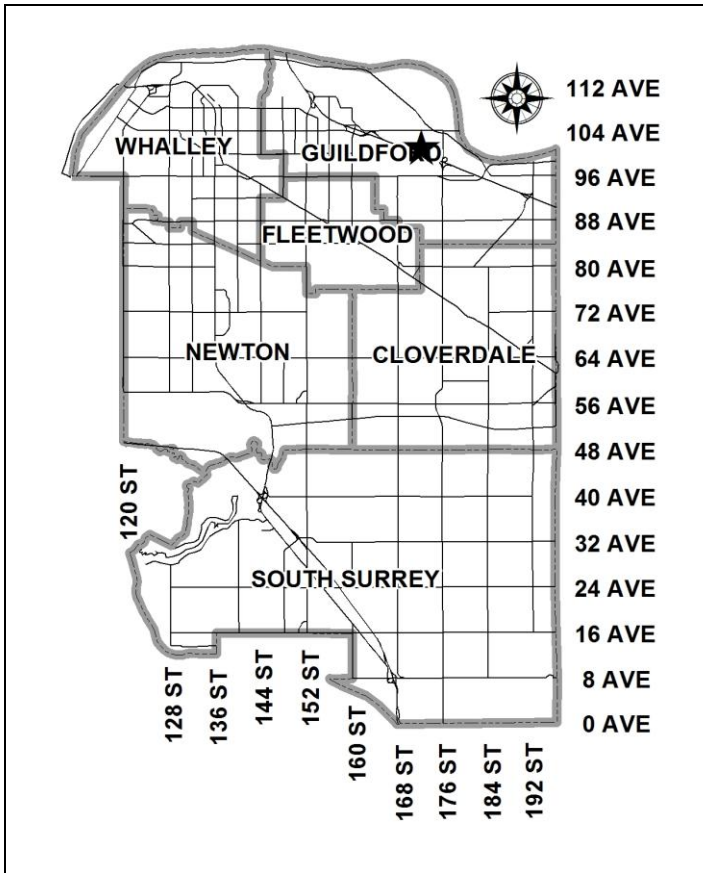 112 AVE
104 AVE
WHALLEY
GUILDFORD
96 AVE
88 AVE
FLEETWOOD
80 AVE
72 AVE
NEWTON
CLOVERDALE
64 AVE
56 AVE
48 AVE
120 ST
40 AVE
32 AVE
SOUTH SURREY
24 AVE
16 AVE
128 ST
136 ST
144 ST
152 ST
8 AVE
160 ST
0 AVE
168 ST
176 ST
184 ST
192 ST